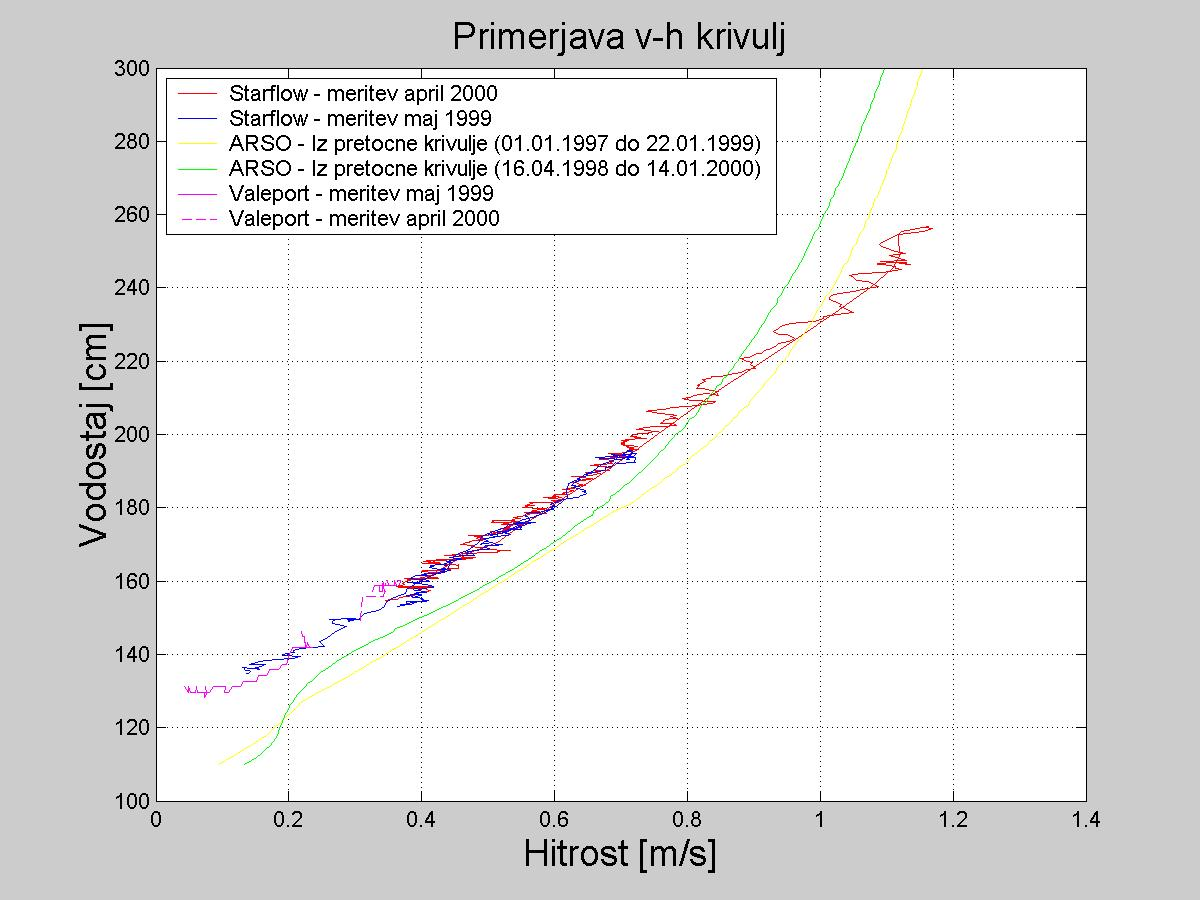 Primerjava v-h krivulj
300
280
260
240
220
200
180
160
140
120
100
Vodostaj [cm]
Starflow - meritev april 2000
Starflow - meritev maj 1999
ARSO - Iz pretocne krivulje (01.01.1997 do 22.01.1999)
ARSO - Iz pretocne krivulje (16.04.1998 do 14.01.2000)
Valeport - meritev maj 1999
Valeport - meritev april 2000
0 0.2 0.4 0.6 0.8 1 1.2 1.4
Hitrost [m/s]